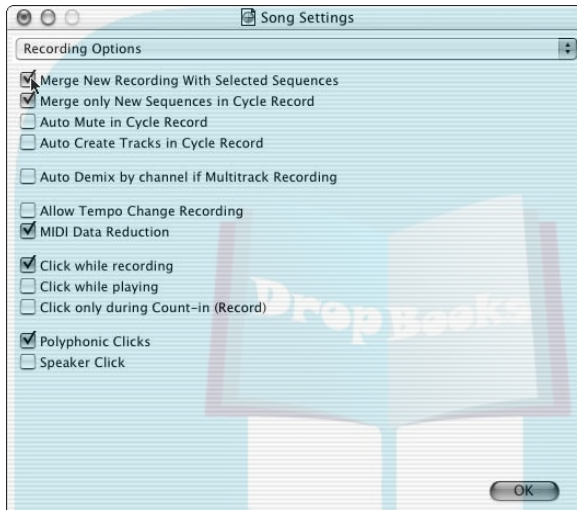 Song Settings
Recording Options
Merge New Recording With Selected Sequences
Merge only New Sequences in Cycle Record
Auto Mute in Cycle Record
Auto Create Tracks in Cycle Record
Auto Demix by channel if Multitrack Recording
Allow Tempo Change Recording
MIDI Data Reduction
Click while recording
Click while playing
Click only during Count-in (Record)
DropBooks
Polyphonic Clicks
Speaker Click
OK